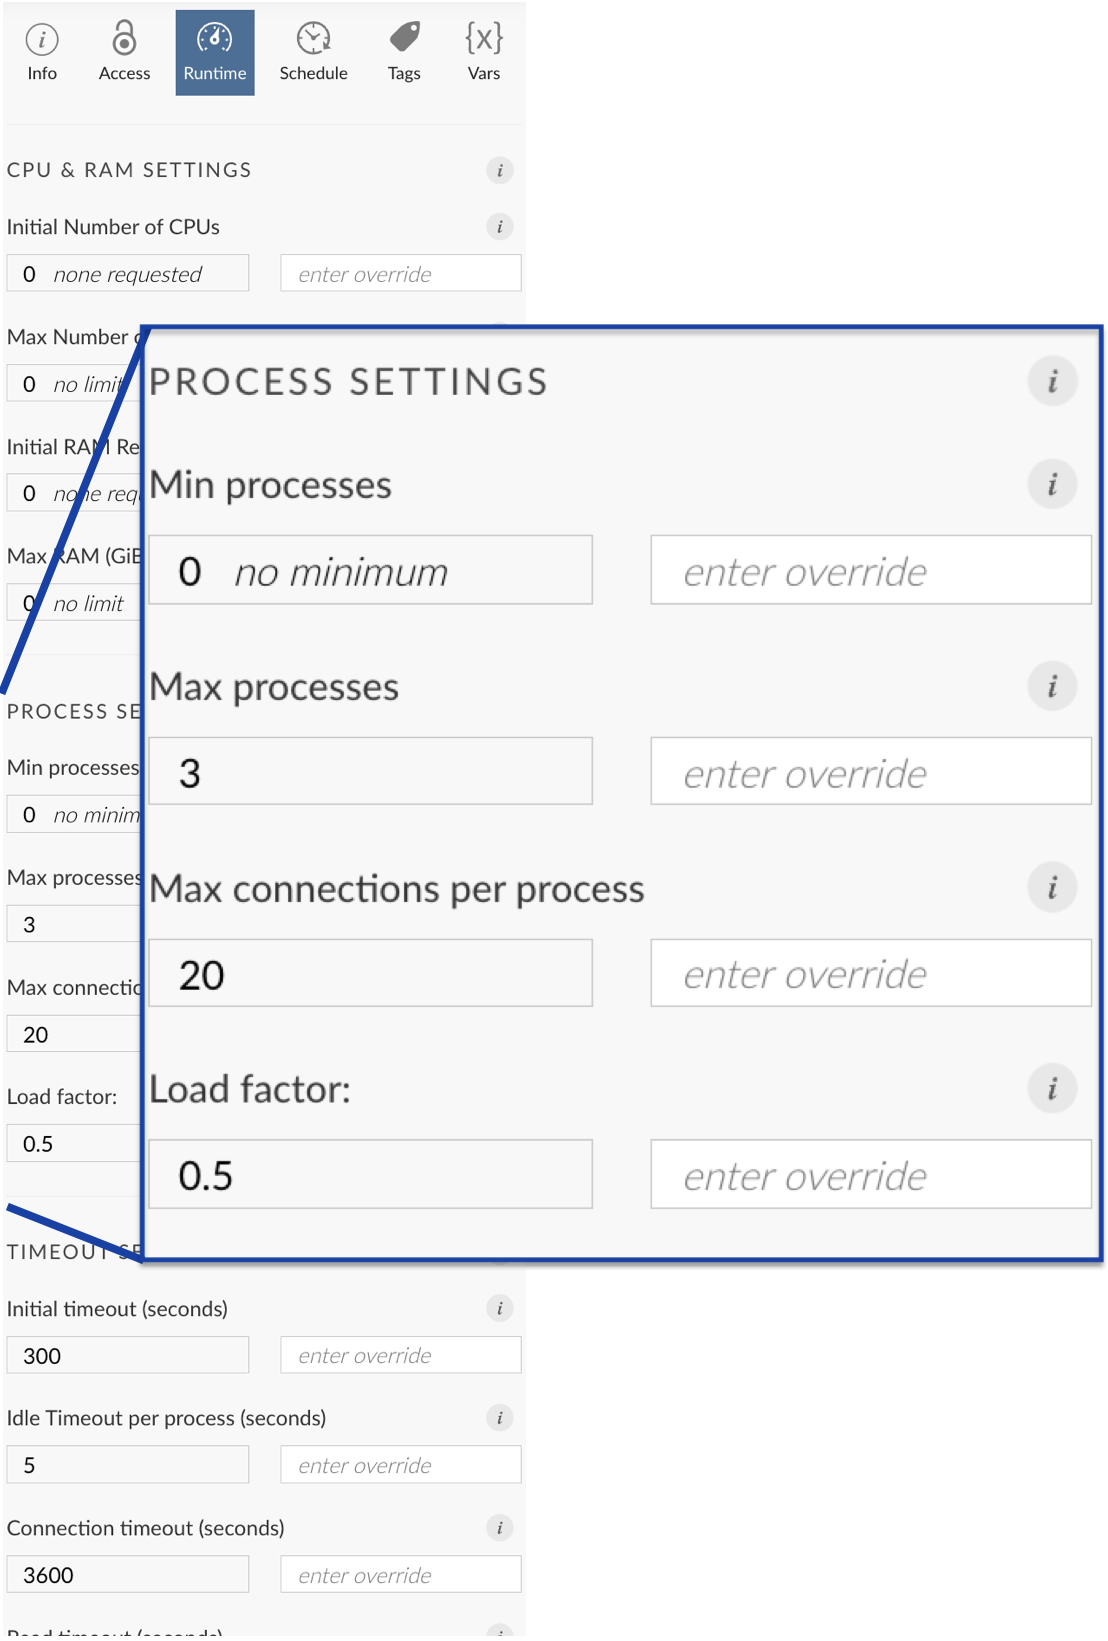 Info Access Runtime Schedule Tags Vars
CPU & RAM SETTINGS
Initial Number of CPUs
0 none requested enter override
Max Number
0 no limit
Initial RAM Re
0 none req
Max RAM (GiB
0 no limit
PROCESS SE
Min processes
0 no minim
Max processes
3
Max connectio
20
Load factor:
0.5
PROCESS SETTINGS
Min processes
0 no minimum enter override
Max processes
3 enter override
Max connections per process
20 enter override
Load factor:
0.5 enter override
TIMEOUT SE
Initial timeout (seconds)
300 enter override
Idle Timeout per process (seconds)
5 enter override
Connection timeout (seconds)
3600 enter override
Read timeout (seconds)